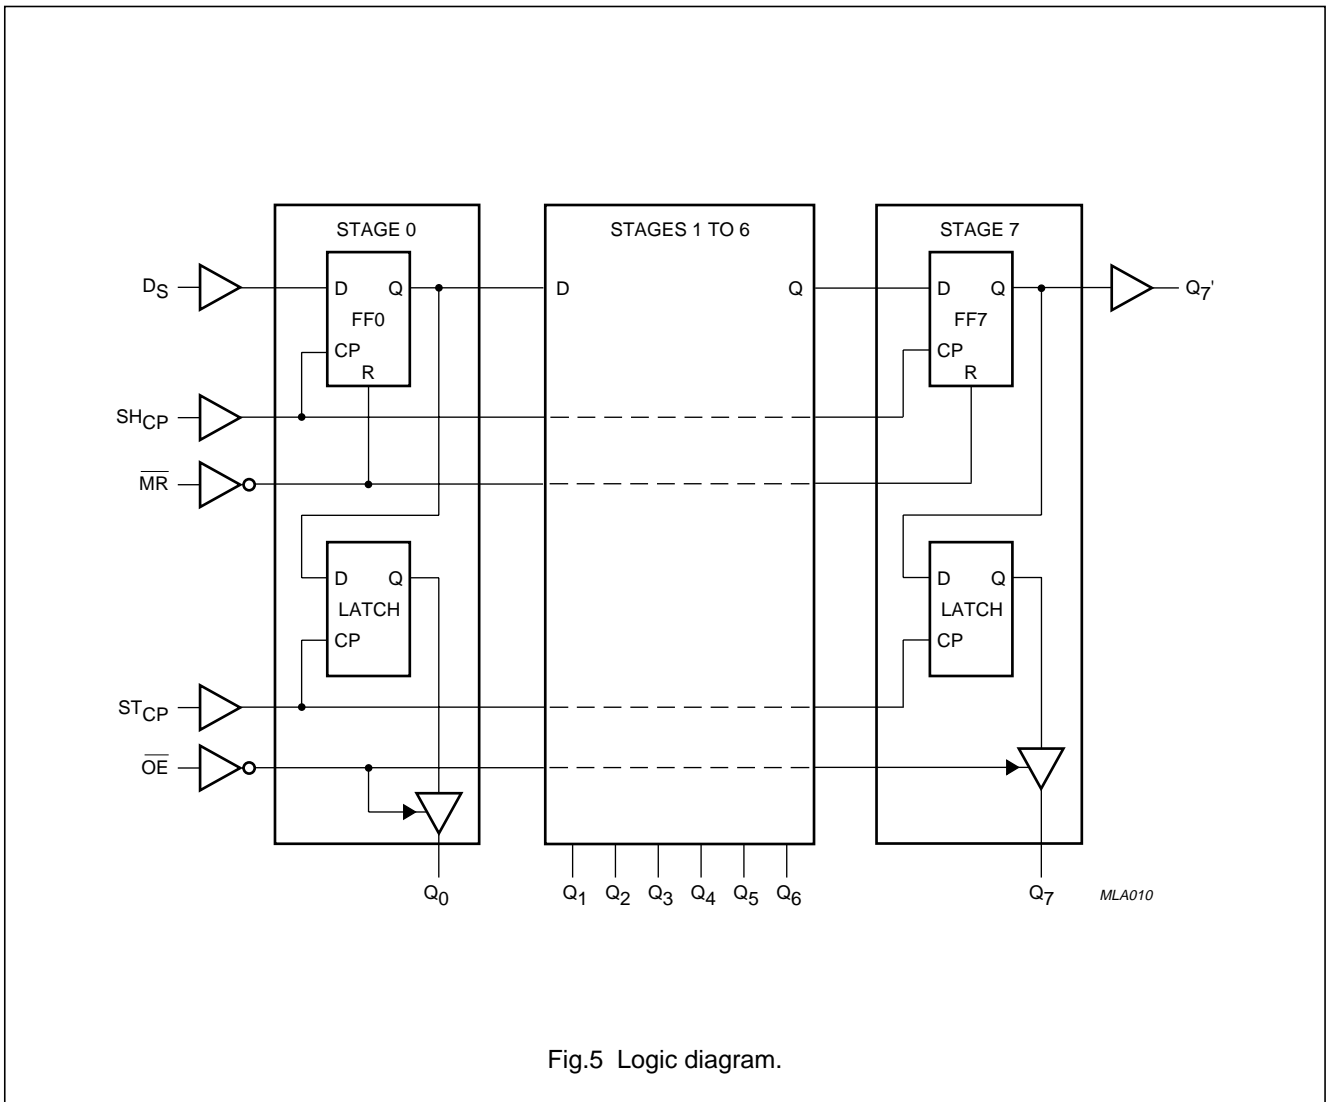 STAGE 0
STAGES 1 TO 6
STAGE 7
DS
D Q
D
Q
D Q
Q7'
FF0
FF7
CP
CP
R
R
SHCP
MR
D Q
D Q
LATCH
LATCH
CP
CP
STCP
OE
Q0
Q1 Q2 Q3 Q4 Q5 Q6
Q7
MLA010
Fig.5 Logic diagram.